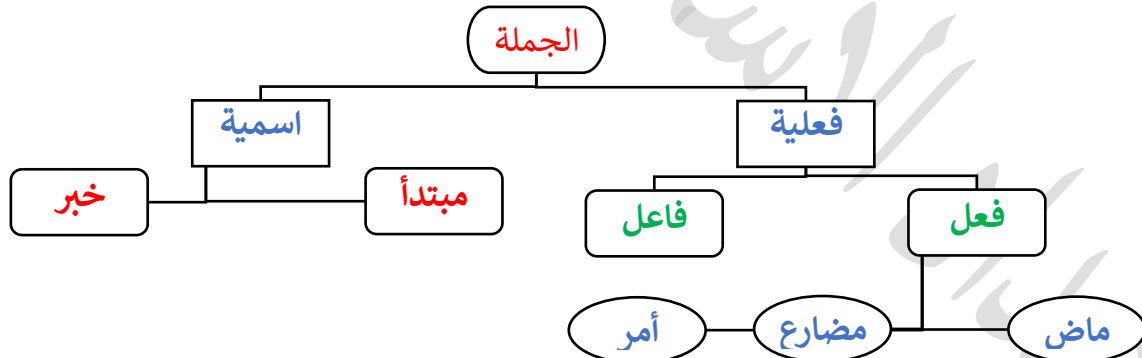 الجملة
فعلية اسمية
مبتدأ خبر
فعل فاعل
ماض مضارع أمر